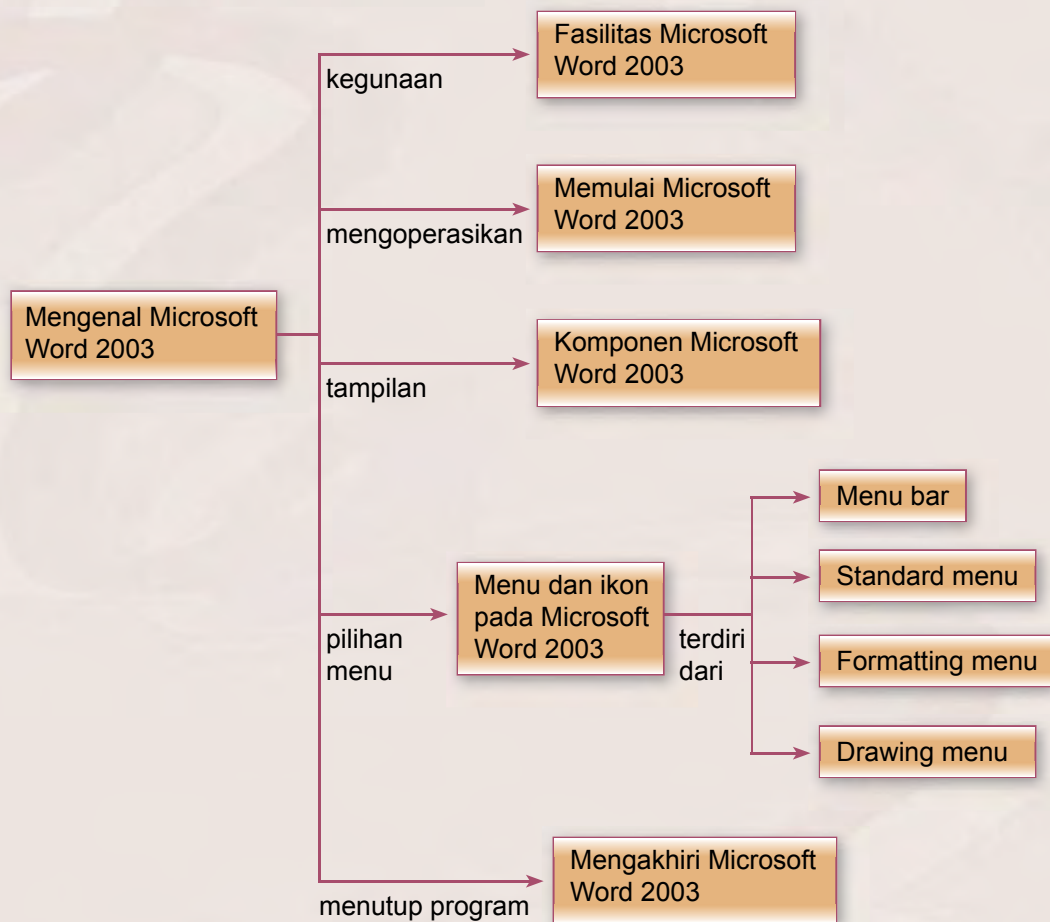 Fasilitas Microsoft
Word 2003
kegunaan
Memulai Microsoft
Word 2003
mengoperasikan
Mengenal Microsoft
Word 2003
Komponen Microsoft
Word 2003
tampilan
Menu bar
Standard menu
Menu dan ikon
pada Microsoft
Word 2003
pilihan
menu
terdiri
dari
Formatting menu
Drawing menu
Mengakhiri Microsoft
Word 2003
menutup program